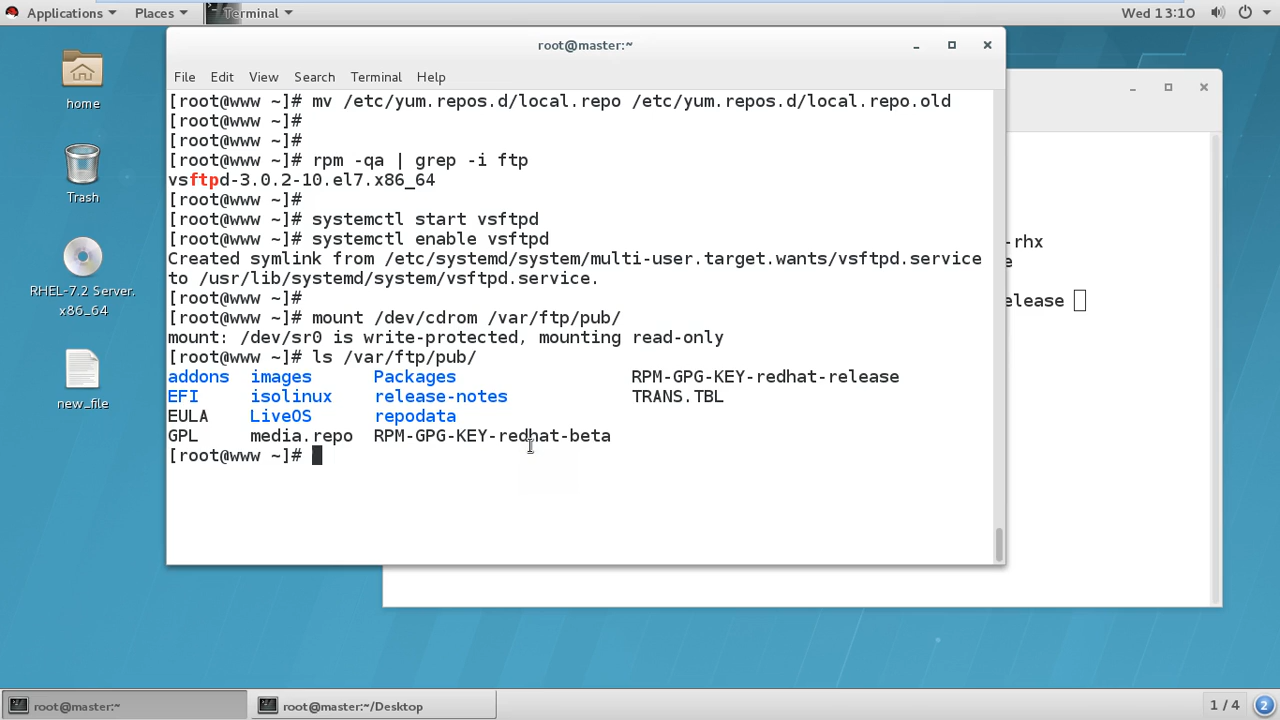 Applications Places Terminal Wed 13:10
root@master:~
File Edit View Search Terminal Help
[root@www ~]# mv /etc/yum.repos.d/local.repo /etc/yum.repos.d/local.repo.old
[root@www ~]#
[root@www ~]#
[root@www ~]# rpm -qa | grep -i ftp
vsftpd-3.0.2-10.el7.x86_64
[root@www ~]#
[root@www ~]# systemctl start vsftpd
[root@www ~]# systemctl enable vsftpd
Created symlink from /etc/systemd/system/multi-user.target.wants/vsftpd.service
to /usr/lib/systemd/system/vsftpd.service.
[root@www ~]#
[root@www ~]# mount /dev/cdrom /var/ftp/pub/
mount: /dev/sr0 is write-protected, mounting read-only
[root@www ~]# ls /var/ftp/pub/
addons images Packages RPM-GPG-KEY-redhat-release
EFI isolinux release-notes TRANS.TBL
EULA LiveOS repodata
GPL media.repo RPM-GPG-KEY-redhat-beta
[root@www ~]#
-rhx
e
elease
home
Trash
RHEL-7.2 Server.
x86_64
new_file
root@master:~
root@master:~/Desktop
1 / 4
2